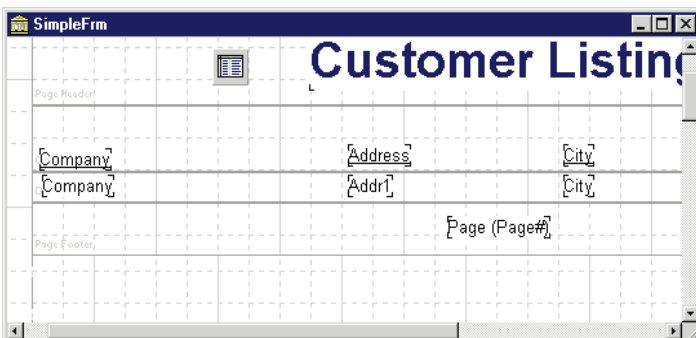 SimpleFrm
Customer Listing
Page Header
Company Address City
Company Addr1 City
Page (Page#)
Page Footer